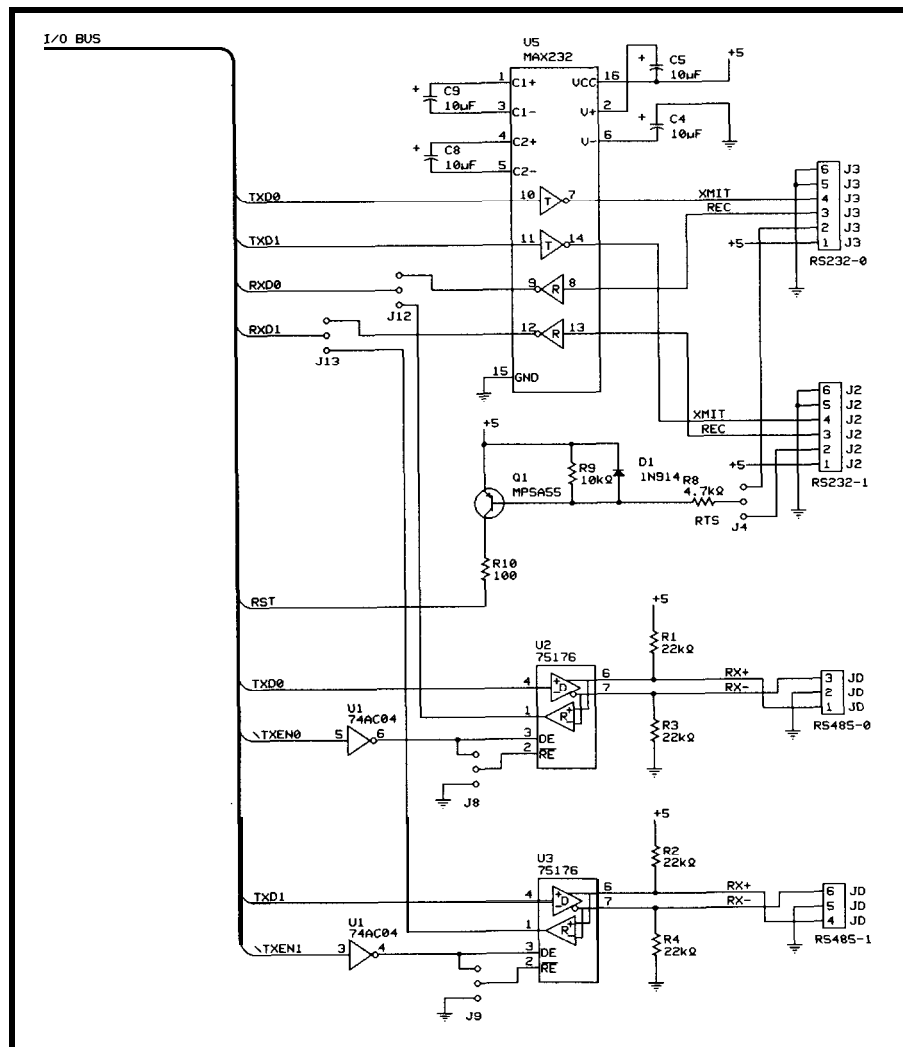 I/O BUS
U5
MAX232
1 C1+
3 C1-
4 C2+
5 C2-
VCC 16
V+ 2
V- 6
+ C9
10µF
+ C8
10µF
+ C5
10µF
+5
+ C4
10µF
TXD0
10 T 7
XMIT
REC
TXD1
11 T 14
RXD0
9 R 8
J12
RXD1
12 R 13
J13
15 GND
6 J3
5 J3
4 J3
3 J3
2 J3
+5 1 J3
RS232-0
6 J2
5 J2
4 J2
3 J2
2 J2
+5 1 J2
RS232-1
XMIT
REC
+5
Q1
MPSA55
R9
10kΩ
D1
1N914
R8
4.7kΩ
RTS
J4
R10
100
RST
U2
75176
TXD0
4 +D- 6
7
1 R+
3 DE
2 RE
U1
74AC04
\TXEN0
5 6
J8
+5
R1
22kΩ
R3
22kΩ
RX+
RX-
3 JD
2 JD
1 JD
RS485-0
U3
75176
TXD1
4 +D- 6
7
1 R+
3 DE
2 RE
U1
74AC04
\TXEN1
3 4
J9
+5
R2
22kΩ
R4
22kΩ
RX+
RX-
6 JD
5 JD
4 JD
RS485-1